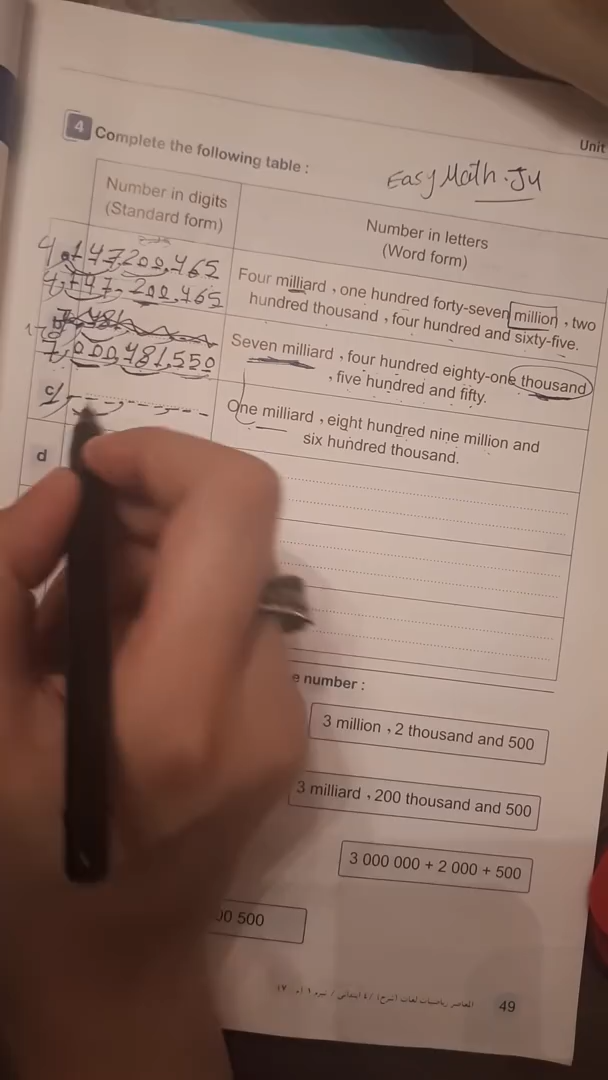 Unit
4 Complete the following table :
Easy Math.Ju
Number in digits
(Standard form)
Number in letters
(Word form)
4,147,200,465
4,147,200,465
Four milliard , one hundred forty-seven million , two
hundred thousand , four hundred and sixty-five.
7,000,481,550
Seven milliard , four hundred eighty-one thousand
, five hundred and fifty.
c
One milliard , eight hundred nine million and
six hundred thousand.
d
e number :
3 million , 2 thousand and 500
3 milliard , 200 thousand and 500
3 000 000 + 2 000 + 500
00 500
49